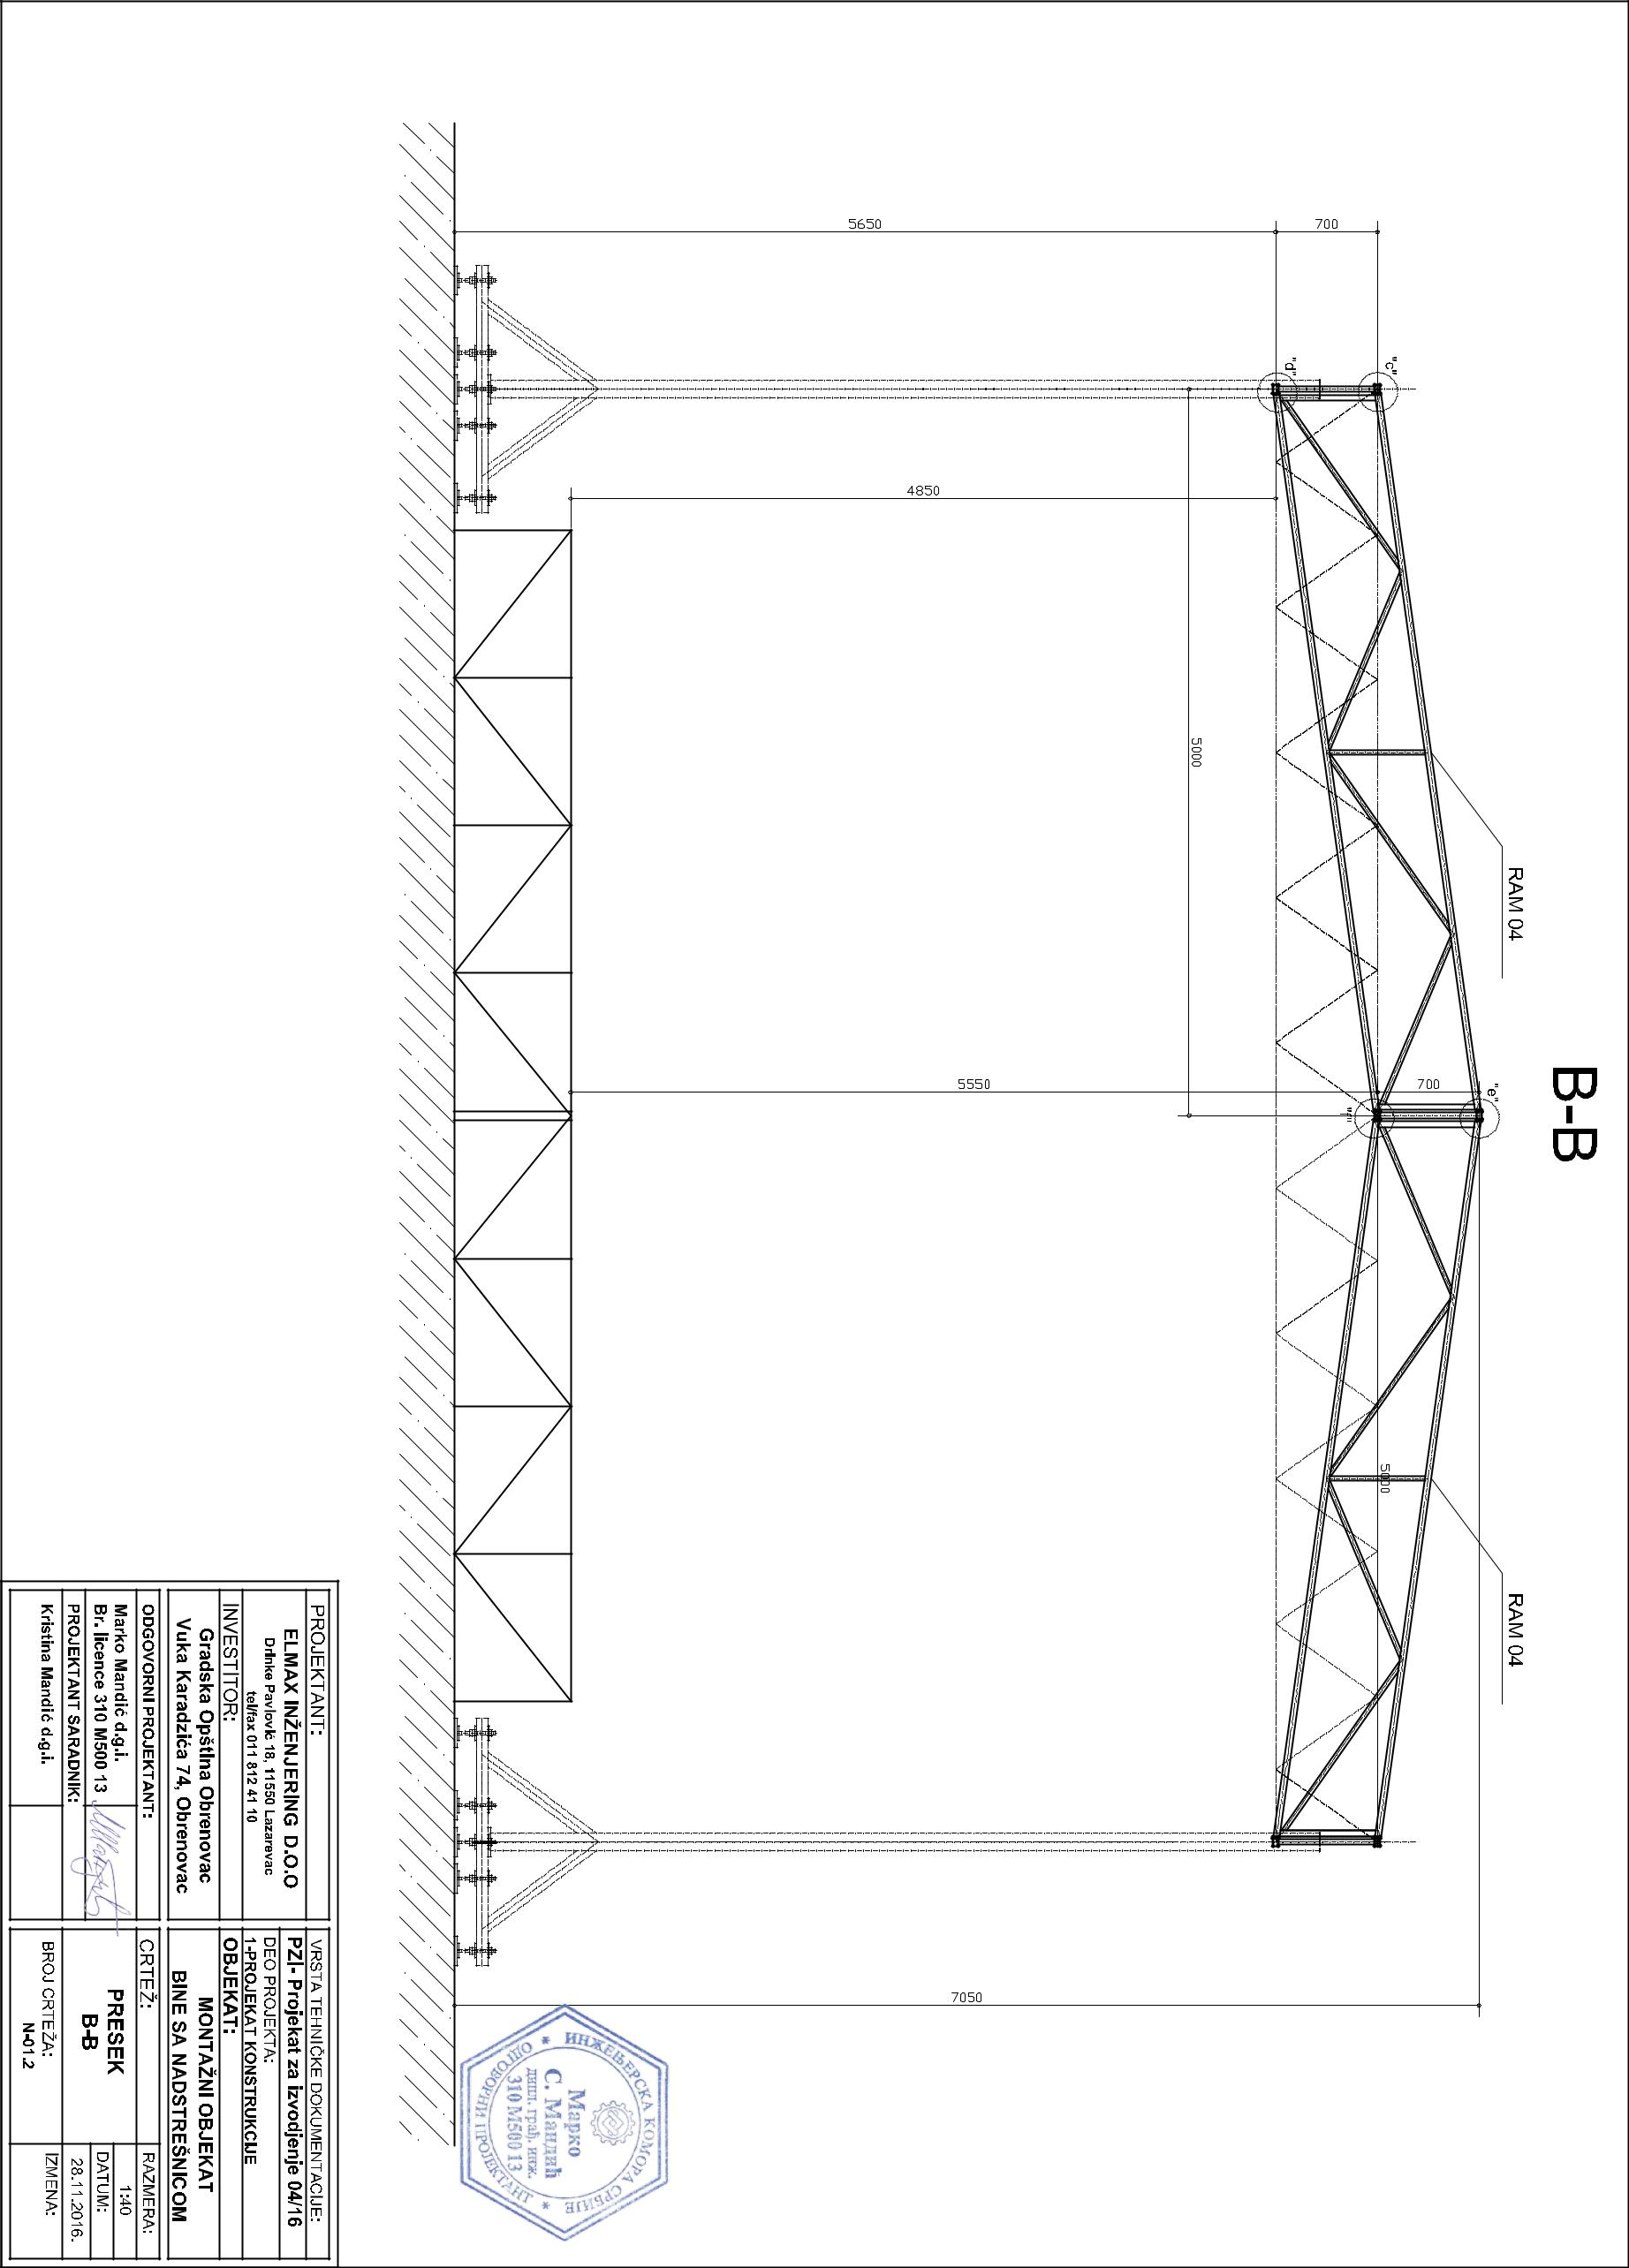 B-B
RAM 04
RAM 04
700
5650
"c"
"d"
4850
5000
5550
700
"e"
"f"
5000
7050
PROJEKTANT:
ELMAX INŽENJERING D.O.O
Drinke Pavlović 18, 11550 Lazarevac
tel/fax 011 812 41 10
INVESTITOR:
Gradska Opština Obrenovac
Vuka Karadzića 74, Obrenovac
ODGOVORNI PROJEKTANT:
Marko Mandić d.g.i.
Br. licence 310 M500 13
PROJEKTANT SARADNIK:
Kristina Mandić d.g.i.
VRSTA TEHNIČKE DOKUMENTACIJE:
PZI- Projekat za izvodjenje 04/16
DEO PROJEKTA:
1-PROJEKAT KONSTRUKCIJE
OBJEKAT:
MONTAŽNI OBJEKAT
BINE SA NADSTREŠNICOM
CRTEŽ:
PRESEK
B-B
RAZMERA:
1:40
DATUM:
28.11.2016.
BROJ CRTEŽA:
N-01.2
IZMENA:
ИНЖЕЊЕРСКА КОМОРА СРБИЈЕ
Марко
С. Мандић
дипл. грађ. инж.
310 М500 13
ОДГОВОРНИ ПРОЈЕКТАНТ